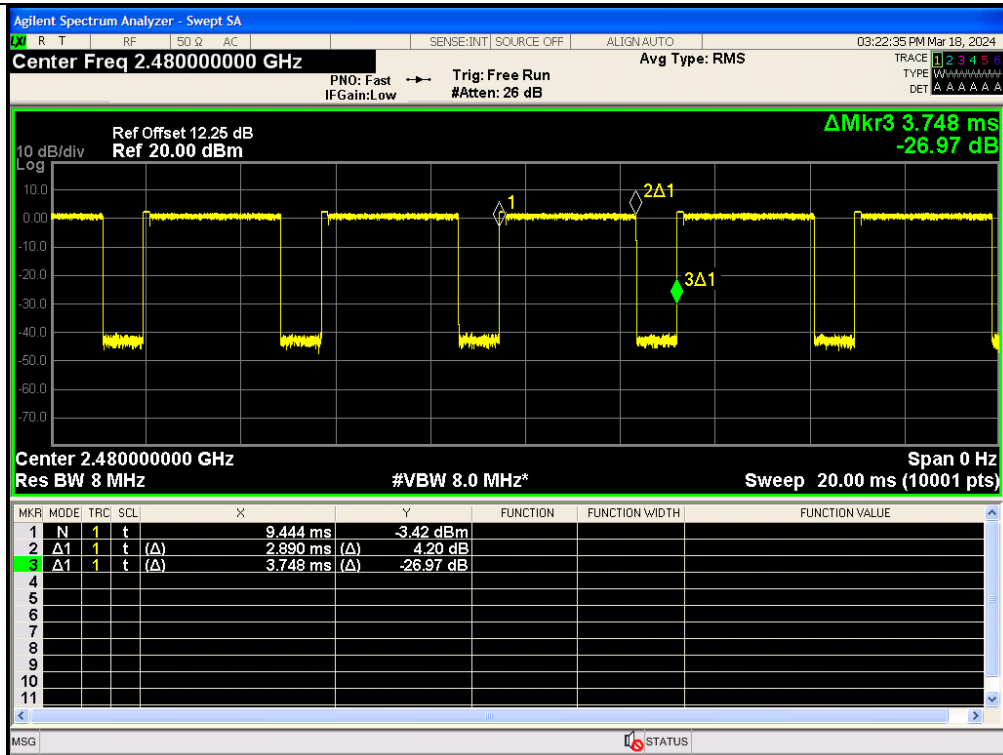 Agilent Spectrum Analyzer - Swept SA
LXI R T RF 50 Ω AC SENSE:INT SOURCE OFF ALIGN AUTO 03:22:35 PM Mar 18, 2024
Center Freq 2.480000000 GHz Avg Type: RMS TRACE 1 2 3 4 5 6
PNO: Fast Trig: Free Run TYPE WWWWWW
IFGain:Low #Atten: 26 dB DET A A A A A A
ΔMkr3 3.748 ms
Ref Offset 12.25 dB
10 dB/div Ref 20.00 dBm -26.97 dB
Log
10.0
0.00
-10.0
-20.0
-30.0
-40.0
-50.0
-60.0
-70.0
1
2Δ1
3Δ1
Center 2.480000000 GHz Span 0 Hz
Res BW 8 MHz #VBW 8.0 MHz* Sweep 20.00 ms (10001 pts)
MKR MODE TRC SCL X Y FUNCTION FUNCTION WIDTH FUNCTION VALUE
1 N 1 t 9.444 ms -3.42 dBm
2 Δ1 1 t (Δ) 2.890 ms (Δ) 4.20 dB
3 Δ1 1 t (Δ) 3.748 ms (Δ) -26.97 dB
4
5
6
7
8
9
10
11
MSG STATUS